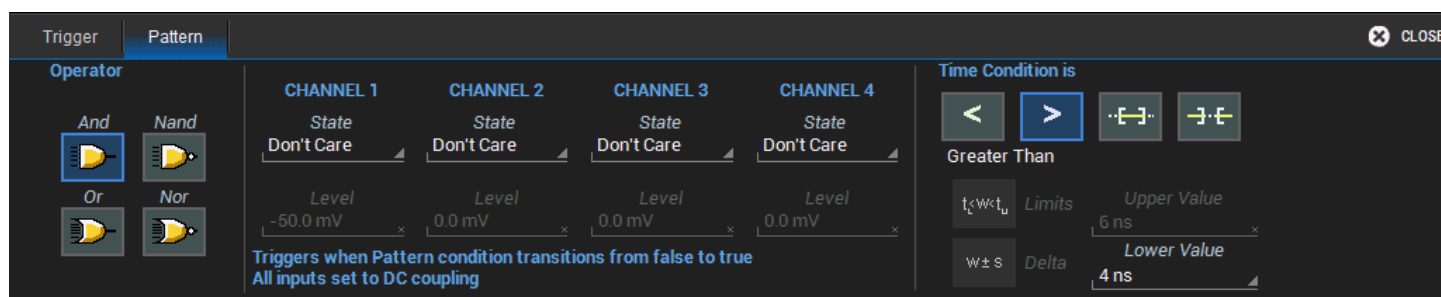 Trigger Pattern CLOSE
Operator
And Nand
Or Nor
CHANNEL 1 CHANNEL 2 CHANNEL 3 CHANNEL 4
State State State State
Don't Care Don't Care Don't Care Don't Care
Level Level Level Level
-50.0 mV 0.0 mV 0.0 mV 0.0 mV
Triggers when Pattern condition transitions from false to true
All inputs set to DC coupling
Time Condition is
< >
Greater Than
tL<w<tu Limits Upper Value
6 ns
w±s Delta Lower Value
4 ns